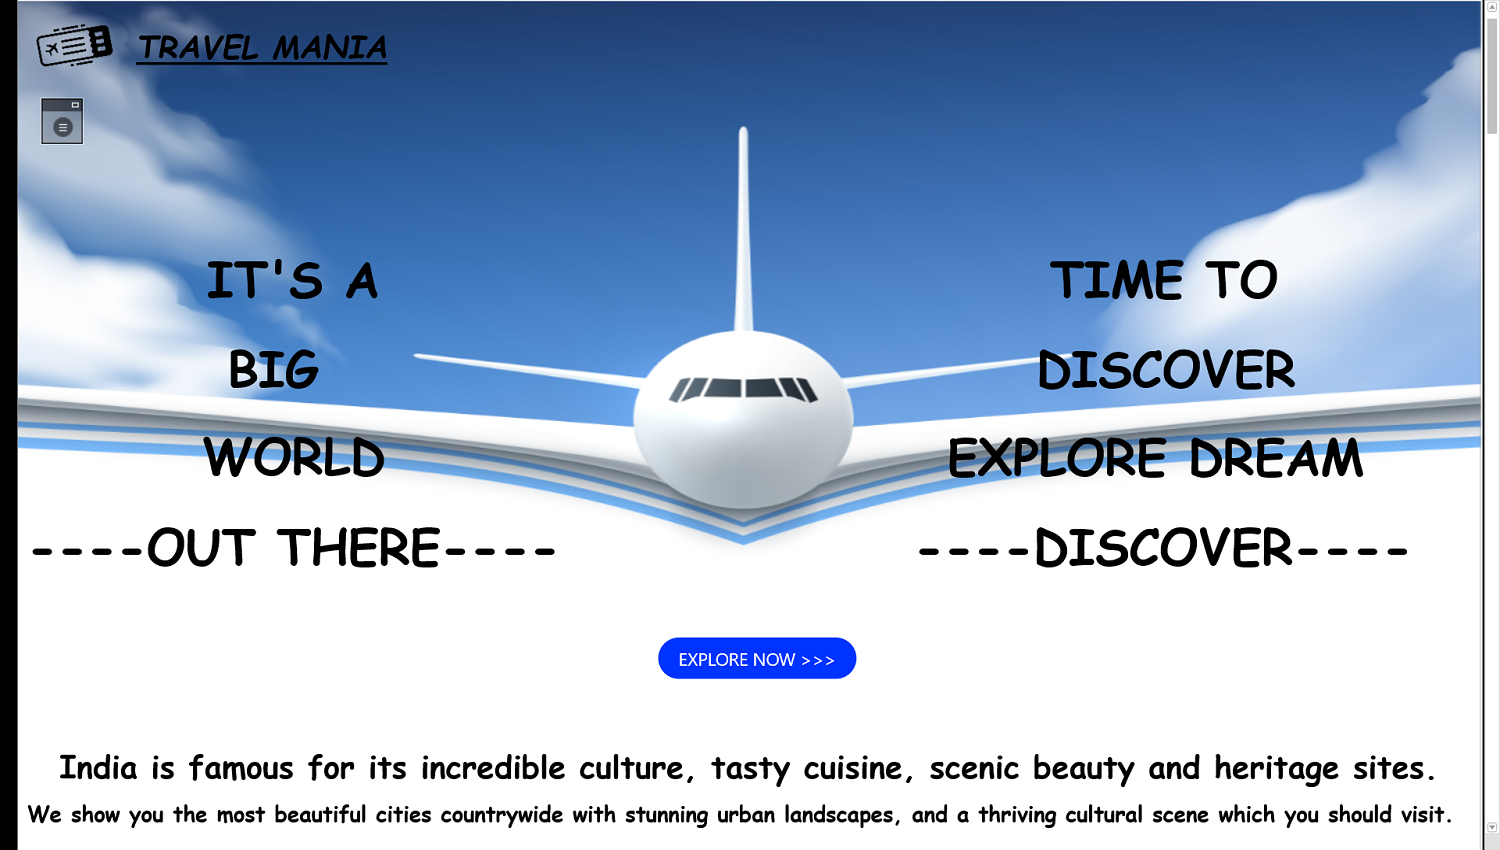 TRAVEL MANIA
IT'S A
BIG
WORLD
----OUT THERE----
TIME TO
DISCOVER
EXPLORE DREAM
----DISCOVER----
EXPLORE NOW >>>
India is famous for its incredible culture, tasty cuisine, scenic beauty and heritage sites.
We show you the most beautiful cities countrywide with stunning urban landscapes, and a thriving cultural scene which you should visit.